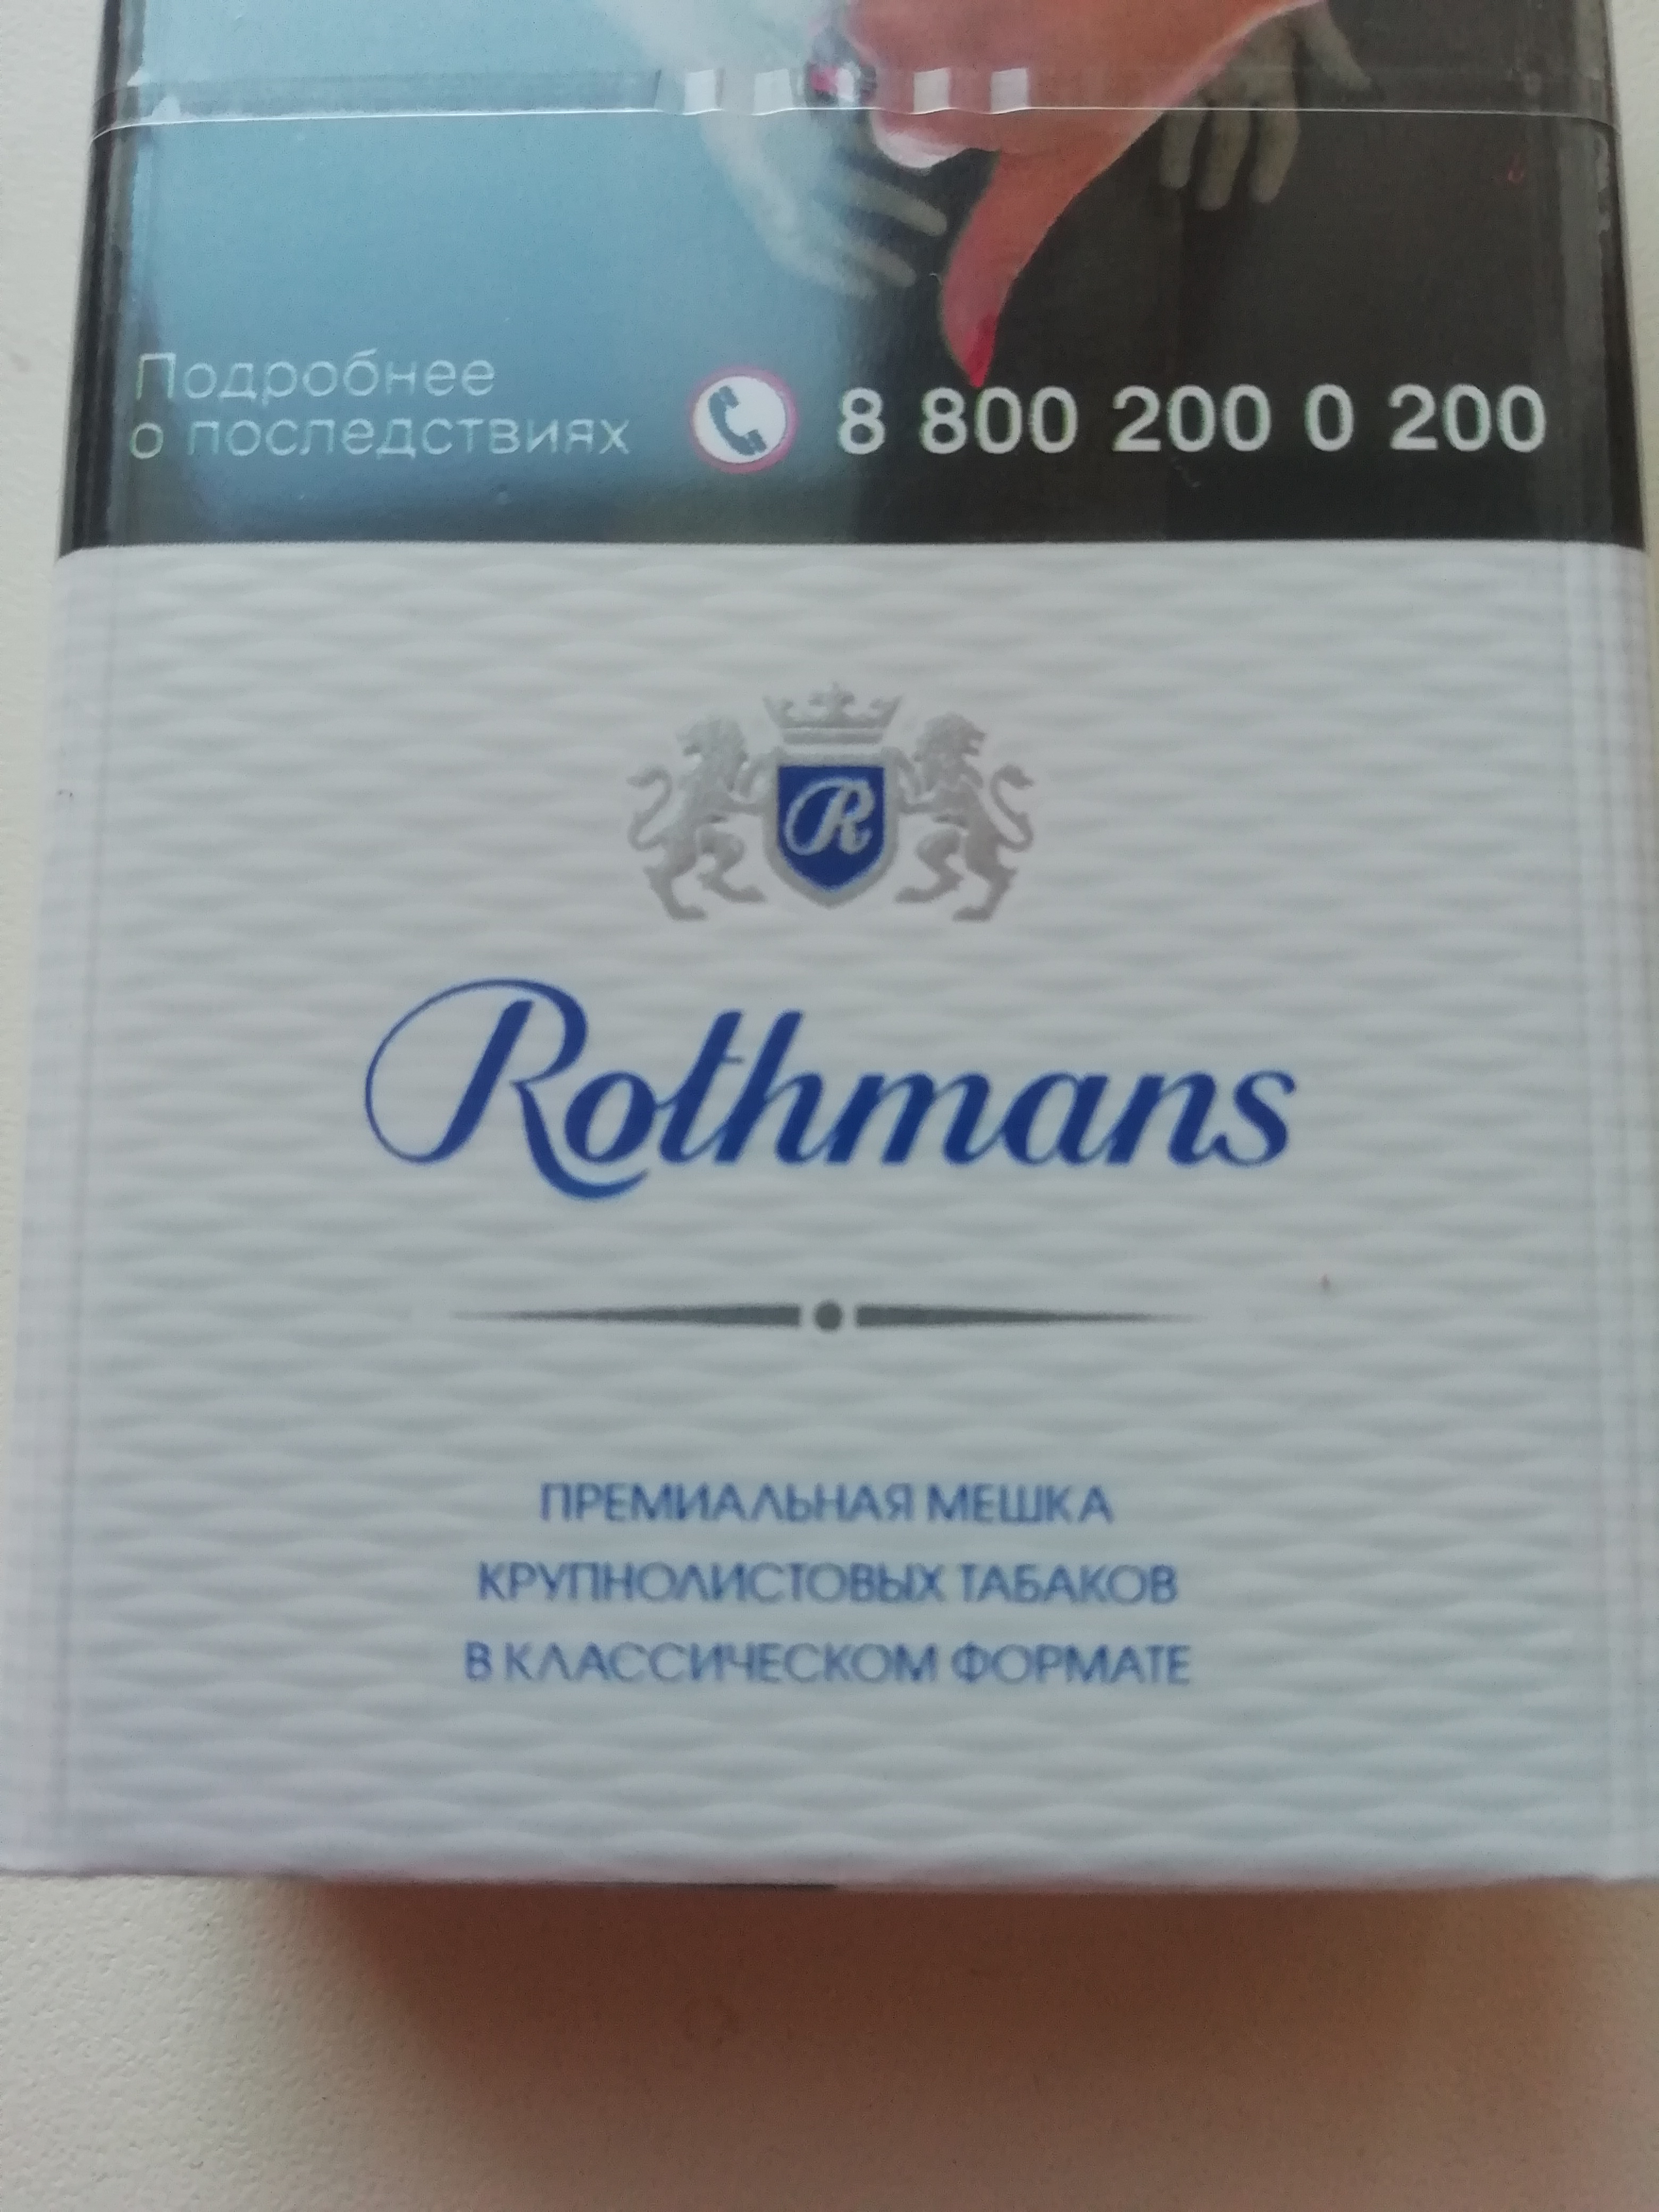 Подробнее
о последствиях
8 800 200 0 200
R
Rothmans
ПРЕМИАЛЬНАЯ МЕШКА
КРУПНОЛИСТОВЫХ ТАБАКОВ
В КЛАССИЧЕСКОМ ФОРМАТЕ